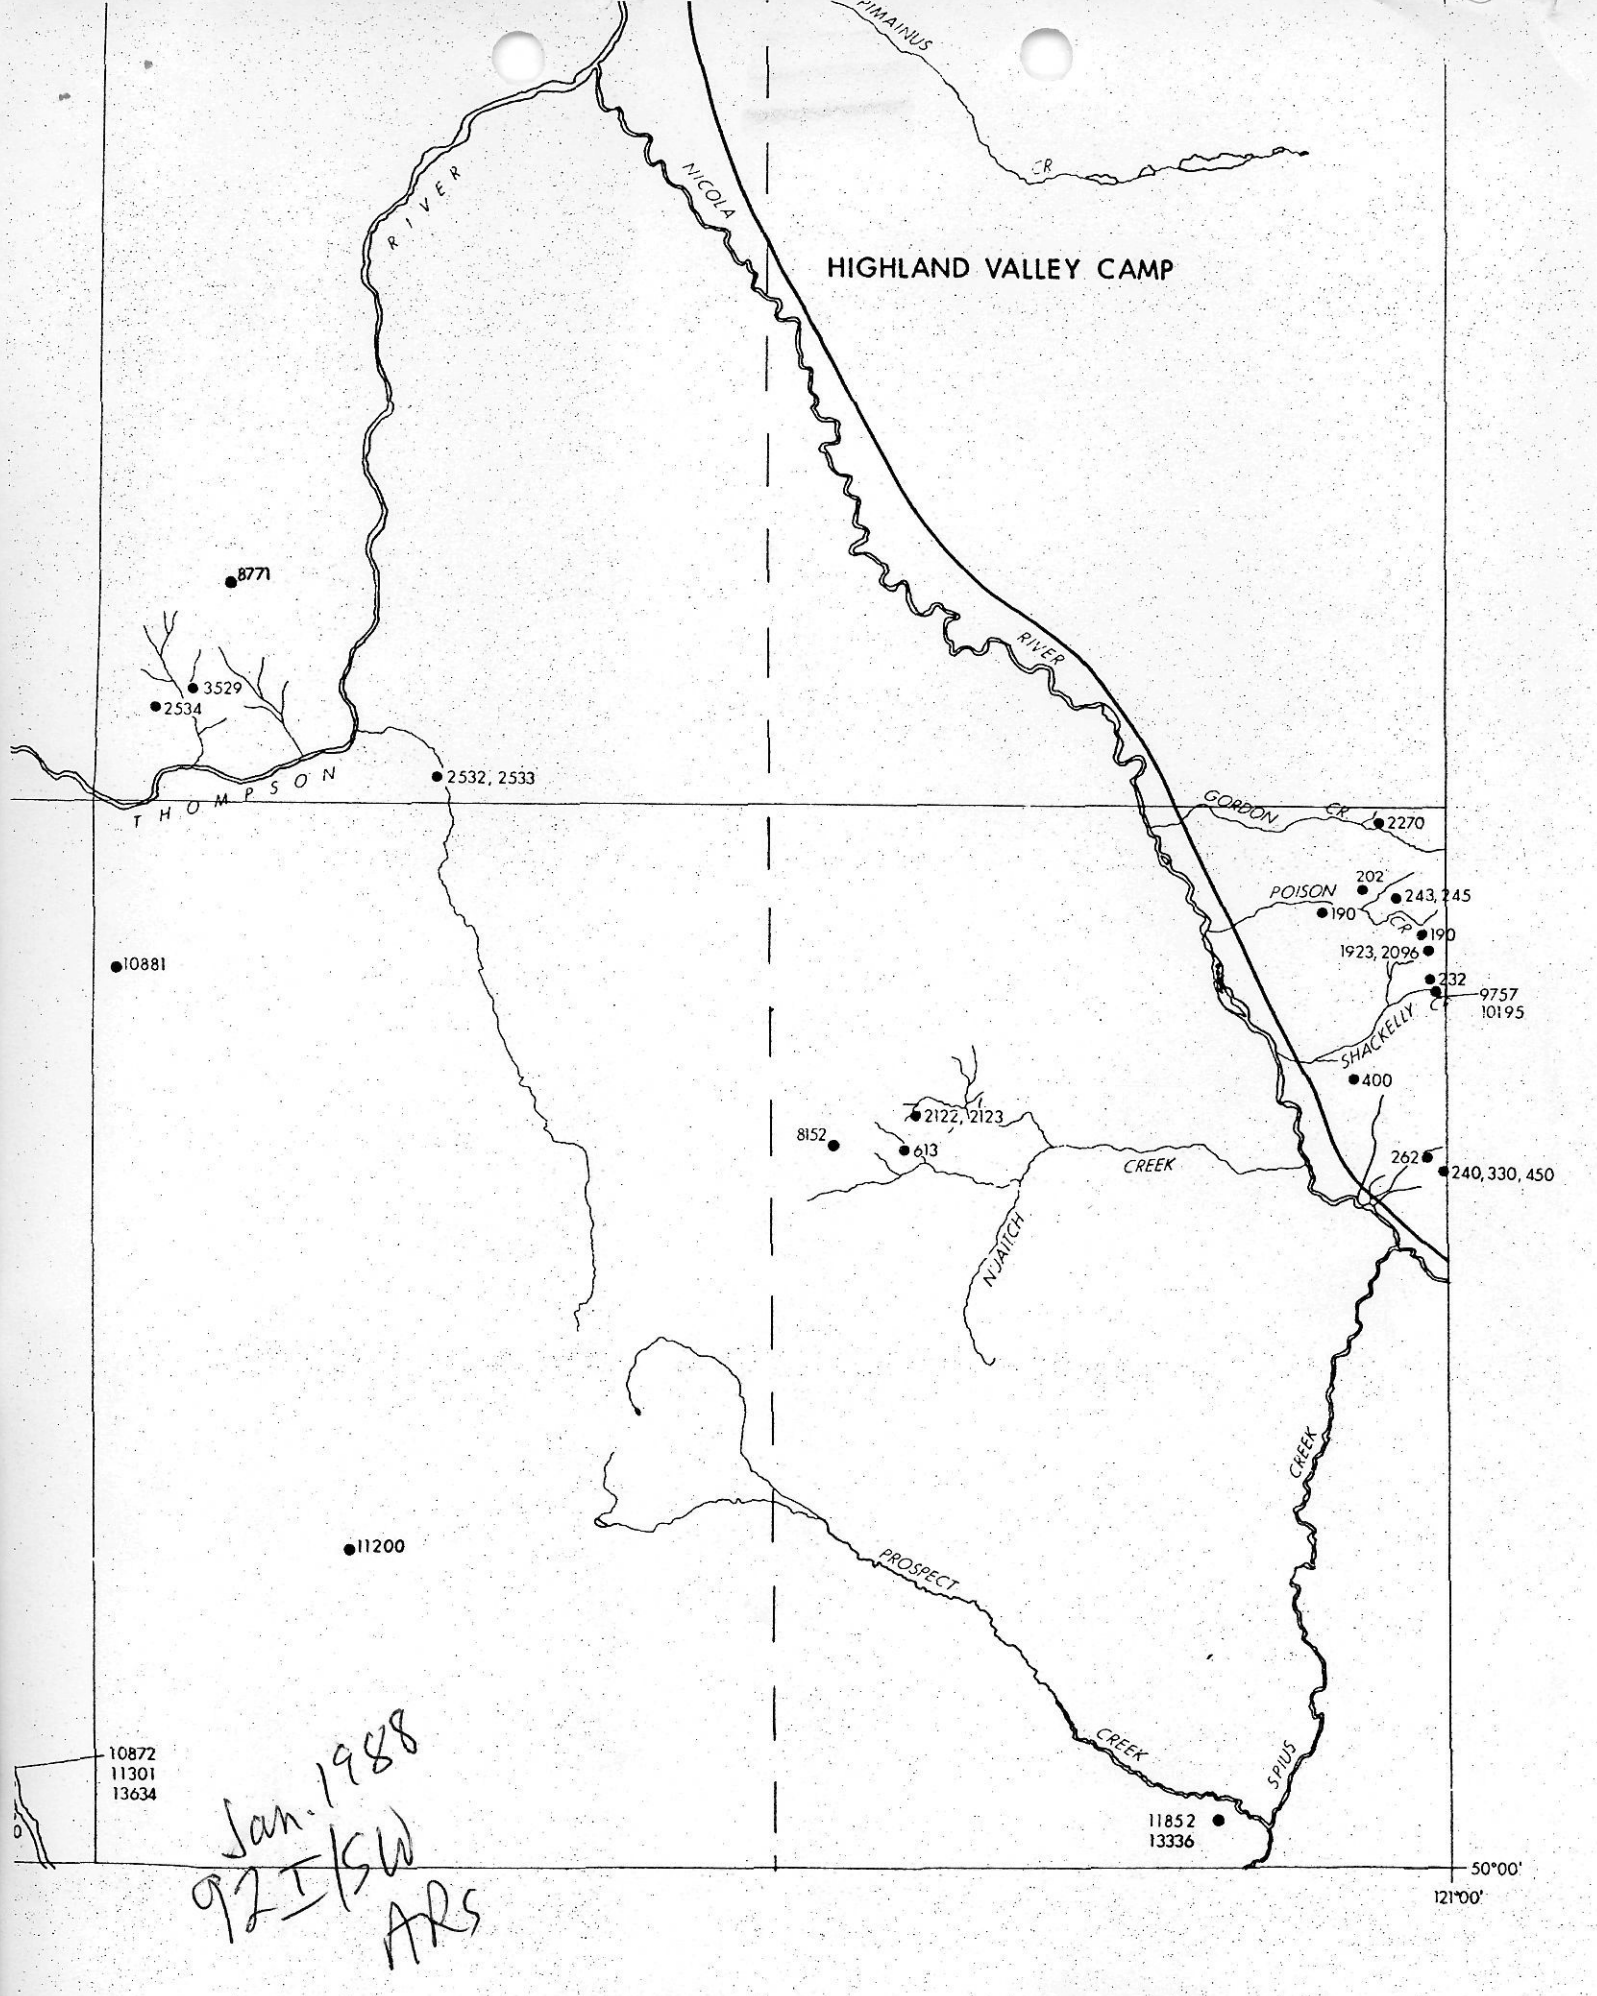 PIMAINUS
CR
RIVER
NICOLA
HIGHLAND VALLEY CAMP
8771
RIVER
3529
2534
2532, 2533
THOMPSON
GORDON CR
2270
202
POISON
243, 245
190
CR
190
1923, 2096
10881
232
9757
10195
CR
SHACKELLY
400
2122, 2123
8152
613
CREEK
262
240, 330, 450
N'JAITCH
CREEK
11200
PROSPECT
10872
11301
13634
CREEK
SPIUS
11852
13336
Jan. 1988
92 I/SW
ARS
50°00'
121°00'